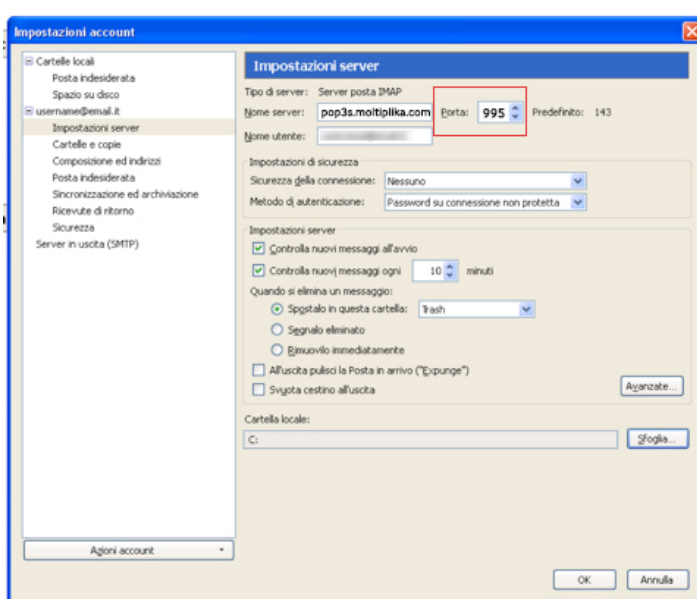 Impostazioni account
Cartelle locali
Posta indesiderata
Spazio su disco
username@email.it
Impostazioni server
Cartelle e copie
Composizione ed indirizzi
Posta indesiderata
Sincronizzazione ed archiviazione
Ricevute di ritorno
Sicurezza
Server in uscita (SMTP)
Azioni account
Impostazioni server
Tipo di server: Server posta IMAP
Nome server: pop3s.moltiplika.com Porta: 995 Predefinito: 143
Nome utente:
Impostazioni di sicurezza
Sicurezza della connessione: Nessuno
Metodo di autenticazione: Password su connessione non protetta
Impostazioni server
Controlla nuovi messaggi all'avvio
Controlla nuovi messaggi ogni 10 minuti
Quando si elimina un messaggio:
Spostalo in questa cartella: Trash
Segnalo eliminato
Rimuovilo immediatamente
All'uscita pulisci la Posta in arrivo ("Expunge")
Svuota cestino all'uscita
Avanzate...
Cartella locale:
C:
Sfoglia...
OK Annulla